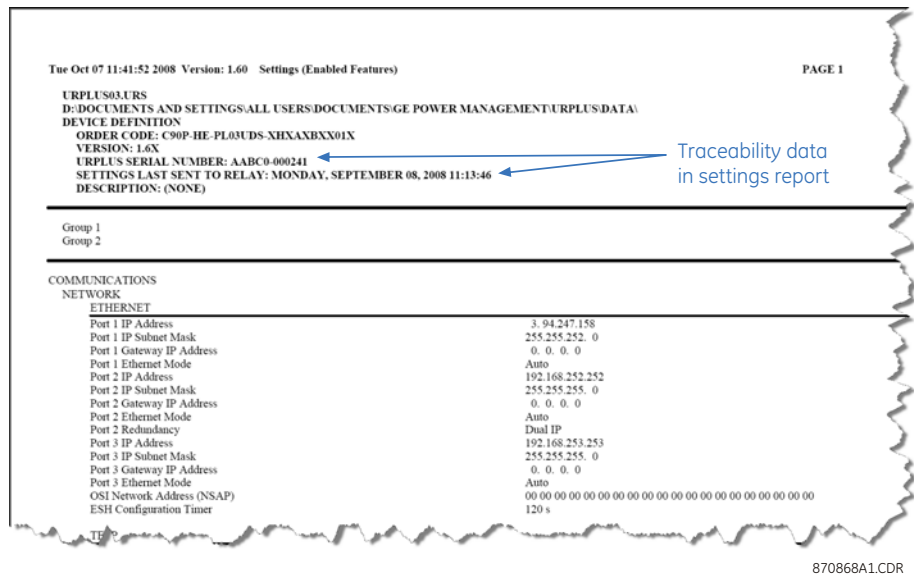 Tue Oct 07 11:41:52 2008 Version: 1.60 Settings (Enabled Features) PAGE 1
URPLUS03.URS
D:\DOCUMENTS AND SETTINGS\ALL USERS\DOCUMENTS\GE POWER MANAGEMENT\URPLUS\DATA\
DEVICE DEFINITION
ORDER CODE: C90P-HE-PL03UDS-XHXAXBXX01X
VERSION: 1.6X
URPLUS SERIAL NUMBER: AABC0-000241
SETTINGS LAST SENT TO RELAY: MONDAY, SEPTEMBER 08, 2008 11:13:46
DESCRIPTION: (NONE)
Traceability data
in settings report
Group 1
Group 2
COMMUNICATIONS
NETWORK
ETHERNET
Port 1 IP Address 3. 94.247.158
Port 1 IP Subnet Mask 255.255.252. 0
Port 1 Gateway IP Address 0. 0. 0. 0
Port 1 Ethernet Mode Auto
Port 2 IP Address 192.168.252.252
Port 2 IP Subnet Mask 255.255.255. 0
Port 2 Gateway IP Address 0. 0. 0. 0
Port 2 Ethernet Mode Auto
Port 2 Redundancy Dual IP
Port 3 IP Address 192.168.253.253
Port 3 IP Subnet Mask 255.255.255. 0
Port 3 Gateway IP Address 0. 0. 0. 0
Port 3 Ethernet Mode Auto
OSI Network Address (NSAP) 00 00 00 00 00 00 00 00 00 00 00 00 00 00 00 00 00 00 00 00
ESH Configuration Timer 120 s
870868A1.CDR